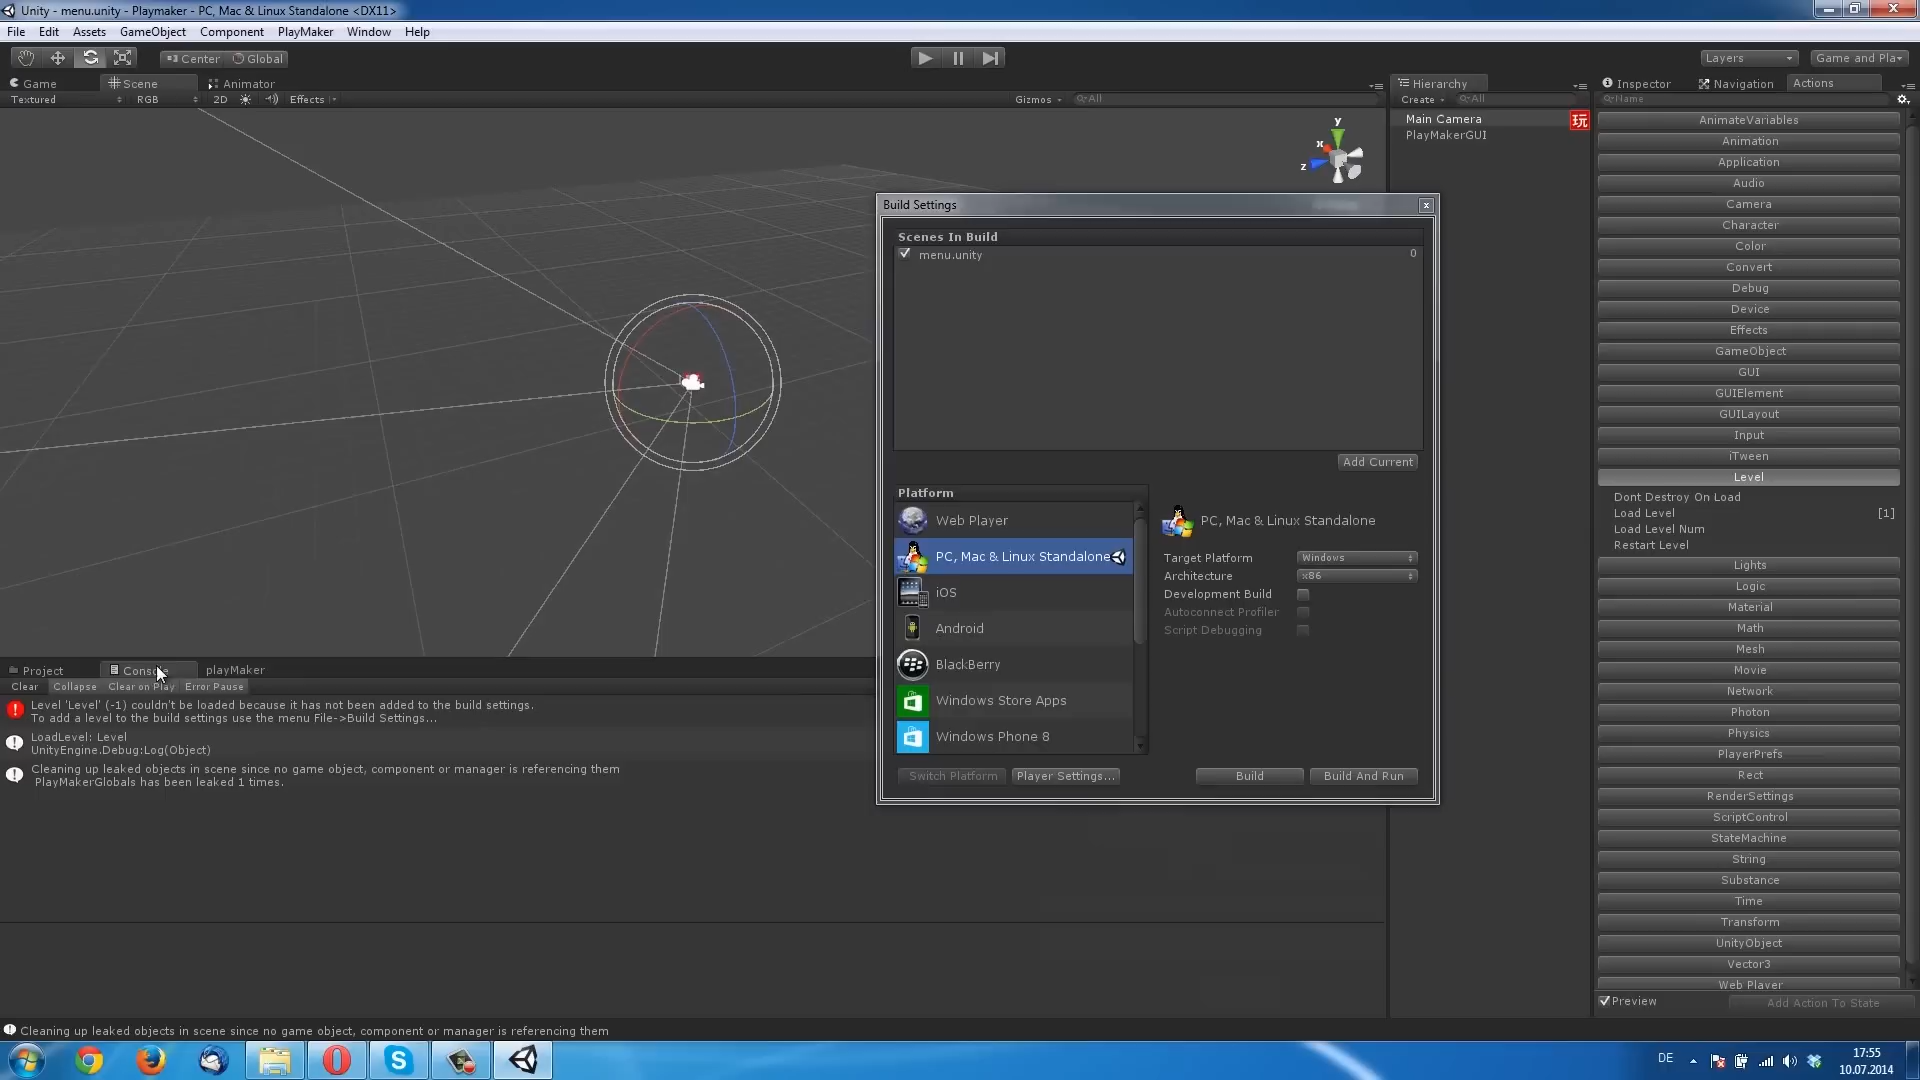 Unity - menu.unity - Playmaker - PC, Mac & Linux Standalone <DX11>
File Edit Assets GameObject Component PlayMaker Window Help
Center Global
Layers
Game and Pla
Game
Scene
Animator
Textured
RGB
2D
Effects
Gizmos
All
y
x
z
Hierarchy
Create
All
Main Camera
玩
PlayMakerGUI
Inspector
Navigation
Actions
Name
AnimateVariables
Animation
Application
Audio
Camera
Character
Color
Convert
Debug
Device
Effects
GameObject
GUI
GUIElement
GUILayout
Input
iTween
Level
Dont Destroy On Load
Load Level [1]
Load Level Num
Restart Level
Lights
Logic
Material
Math
Mesh
Movie
Network
Photon
Physics
PlayerPrefs
Rect
RenderSettings
ScriptControl
StateMachine
String
Substance
Time
Transform
UnityObject
Vector3
Web Player
Preview
Add Action To State
Build Settings
Scenes In Build
menu.unity 0
Add Current
Platform
Web Player
PC, Mac & Linux Standalone
iOS
Android
BlackBerry
Windows Store Apps
Windows Phone 8
PC, Mac & Linux Standalone
Target Platform Windows
Architecture x86
Development Build
Autoconnect Profiler
Script Debugging
Switch Platform
Player Settings...
Build
Build And Run
Project
Console
playMaker
Clear Collapse Clear on Play Error Pause
Level 'Level' (-1) couldn't be loaded because it has not been added to the build settings.
To add a level to the build settings use the menu File->Build Settings...
LoadLevel: Level
UnityEngine.Debug:Log(Object)
Cleaning up leaked objects in scene since no game object, component or manager is referencing them
PlayMakerGlobals has been leaked 1 times.
Cleaning up leaked objects in scene since no game object, component or manager is referencing them
DE
17:55
10.07.2014